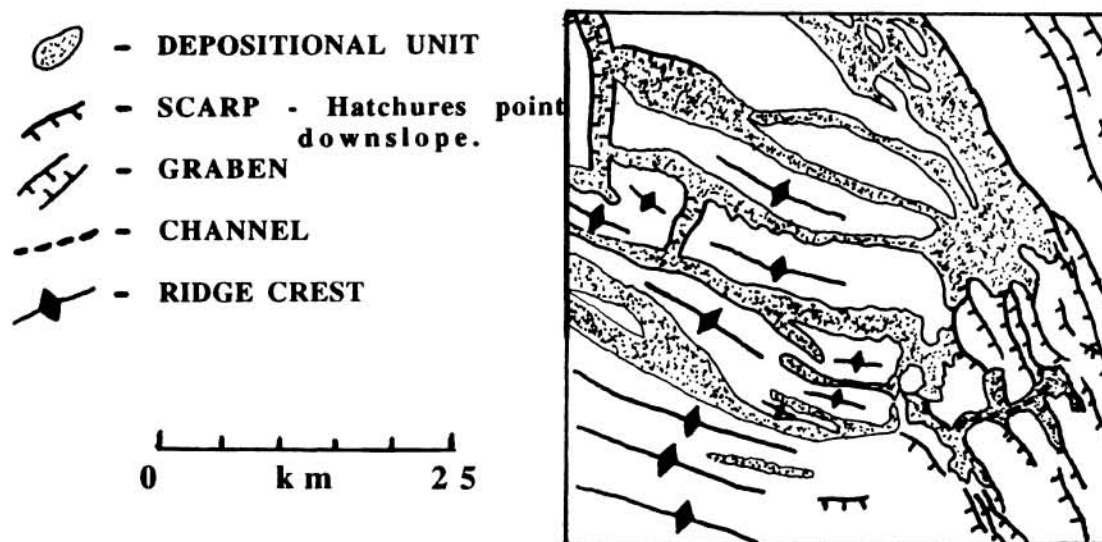 - DEPOSITIONAL UNIT
- SCARP - Hatchures point
downslope.
- GRABEN
- CHANNEL
- RIDGE CREST
0 km 25